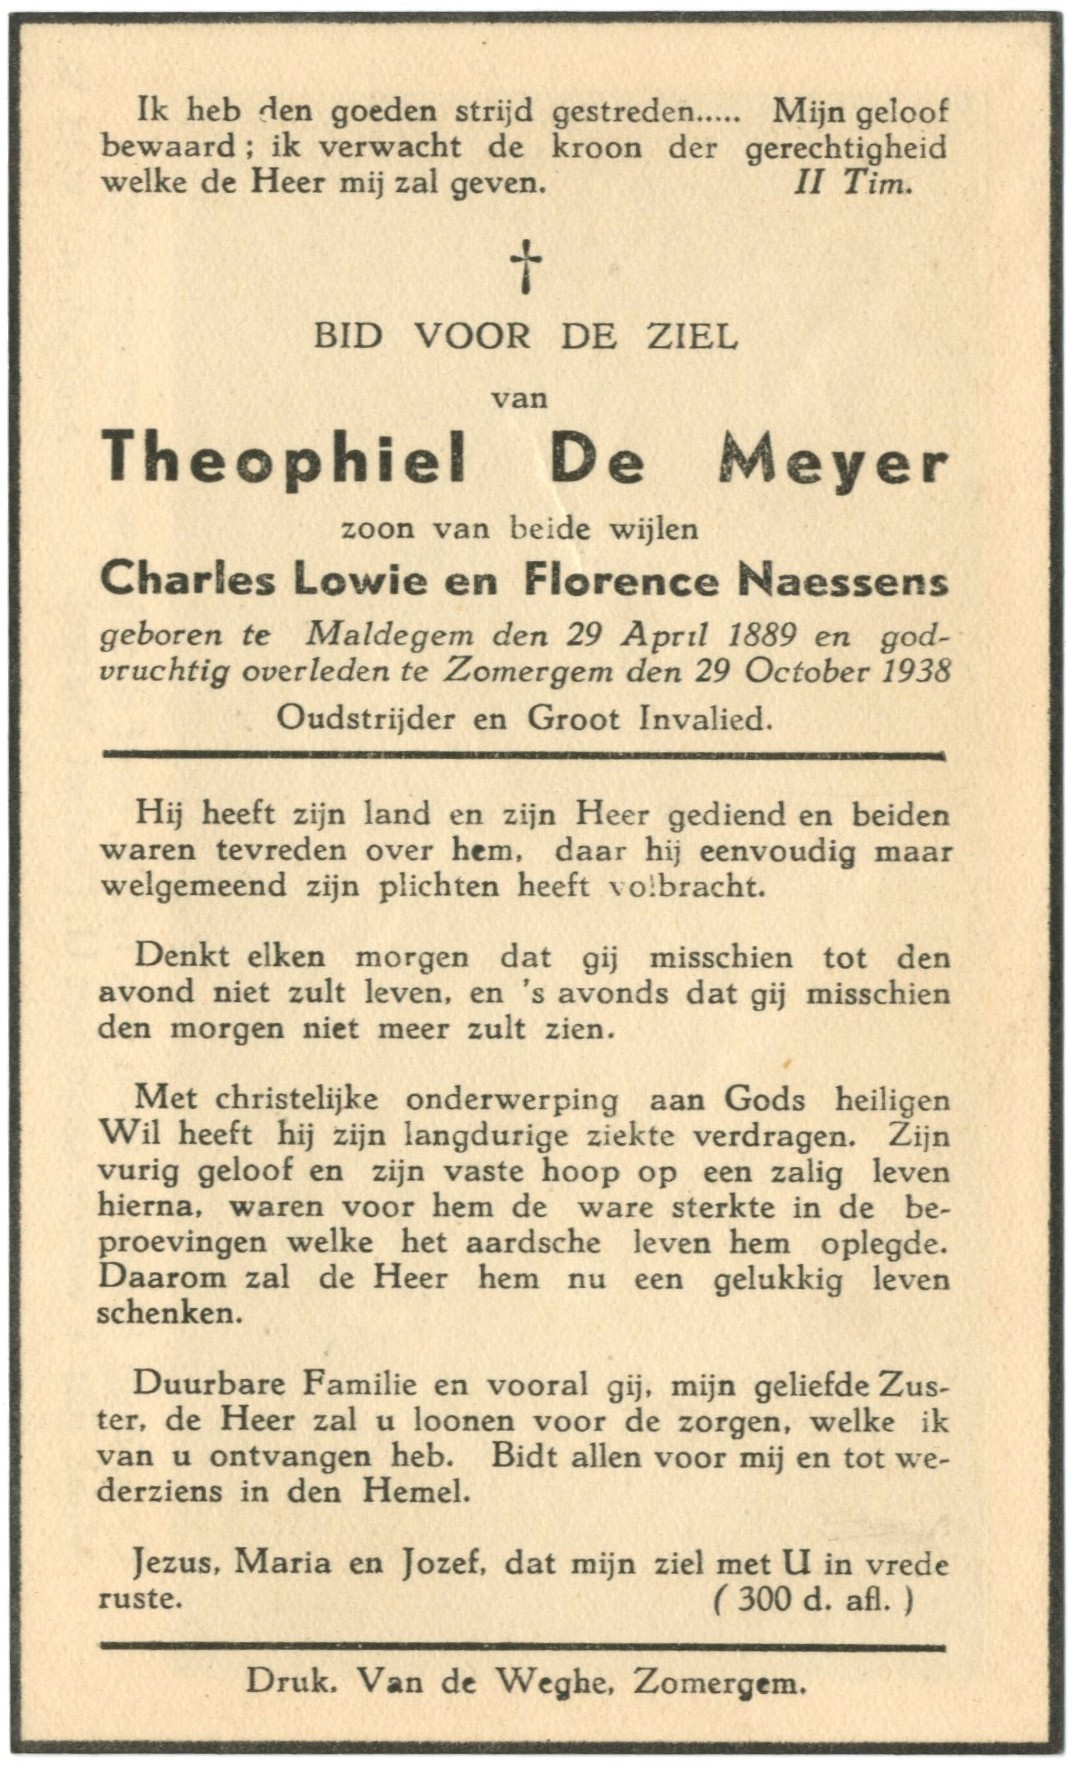 Ik heb den goeden strijd gestreden..... Mijn geloof
bewaard ; ik verwacht de kroon der gerechtigheid
welke de Heer mij zal geven. II Tim.
†
BID VOOR DE ZIEL
van
Theophiel De Meyer
zoon van beide wijlen
Charles Lowie en Florence Naessens
geboren te Maldegem den 29 April 1889 en god-
vruchtig overleden te Zomergem den 29 October 1938
Oudstrijder en Groot Invalied.
Hij heeft zijn land en zijn Heer gediend en beiden
waren tevreden over hem, daar hij eenvoudig maar
welgemeend zijn plichten heeft volbracht.
Denkt elken morgen dat gij misschien tot den
avond niet zult leven, en 's avonds dat gij misschien
den morgen niet meer zult zien.
Met christelijke onderwerping aan Gods heiligen
Wil heeft hij zijn langdurige ziekte verdragen. Zijn
vurig geloof en zijn vaste hoop op een zalig leven
hierna, waren voor hem de ware sterkte in de be-
proevingen welke het aardsche leven hem oplegde.
Daarom zal de Heer hem nu een gelukkig leven
schenken.
Duurbare Familie en vooral gij, mijn geliefde Zus-
ter, de Heer zal u loonen voor de zorgen, welke ik
van u ontvangen heb. Bidt allen voor mij en tot we-
derziens in den Hemel.
Jezus, Maria en Jozef, dat mijn ziel met U in vrede
ruste. ( 300 d. afl. )
Druk. Van de Weghe, Zomergem.